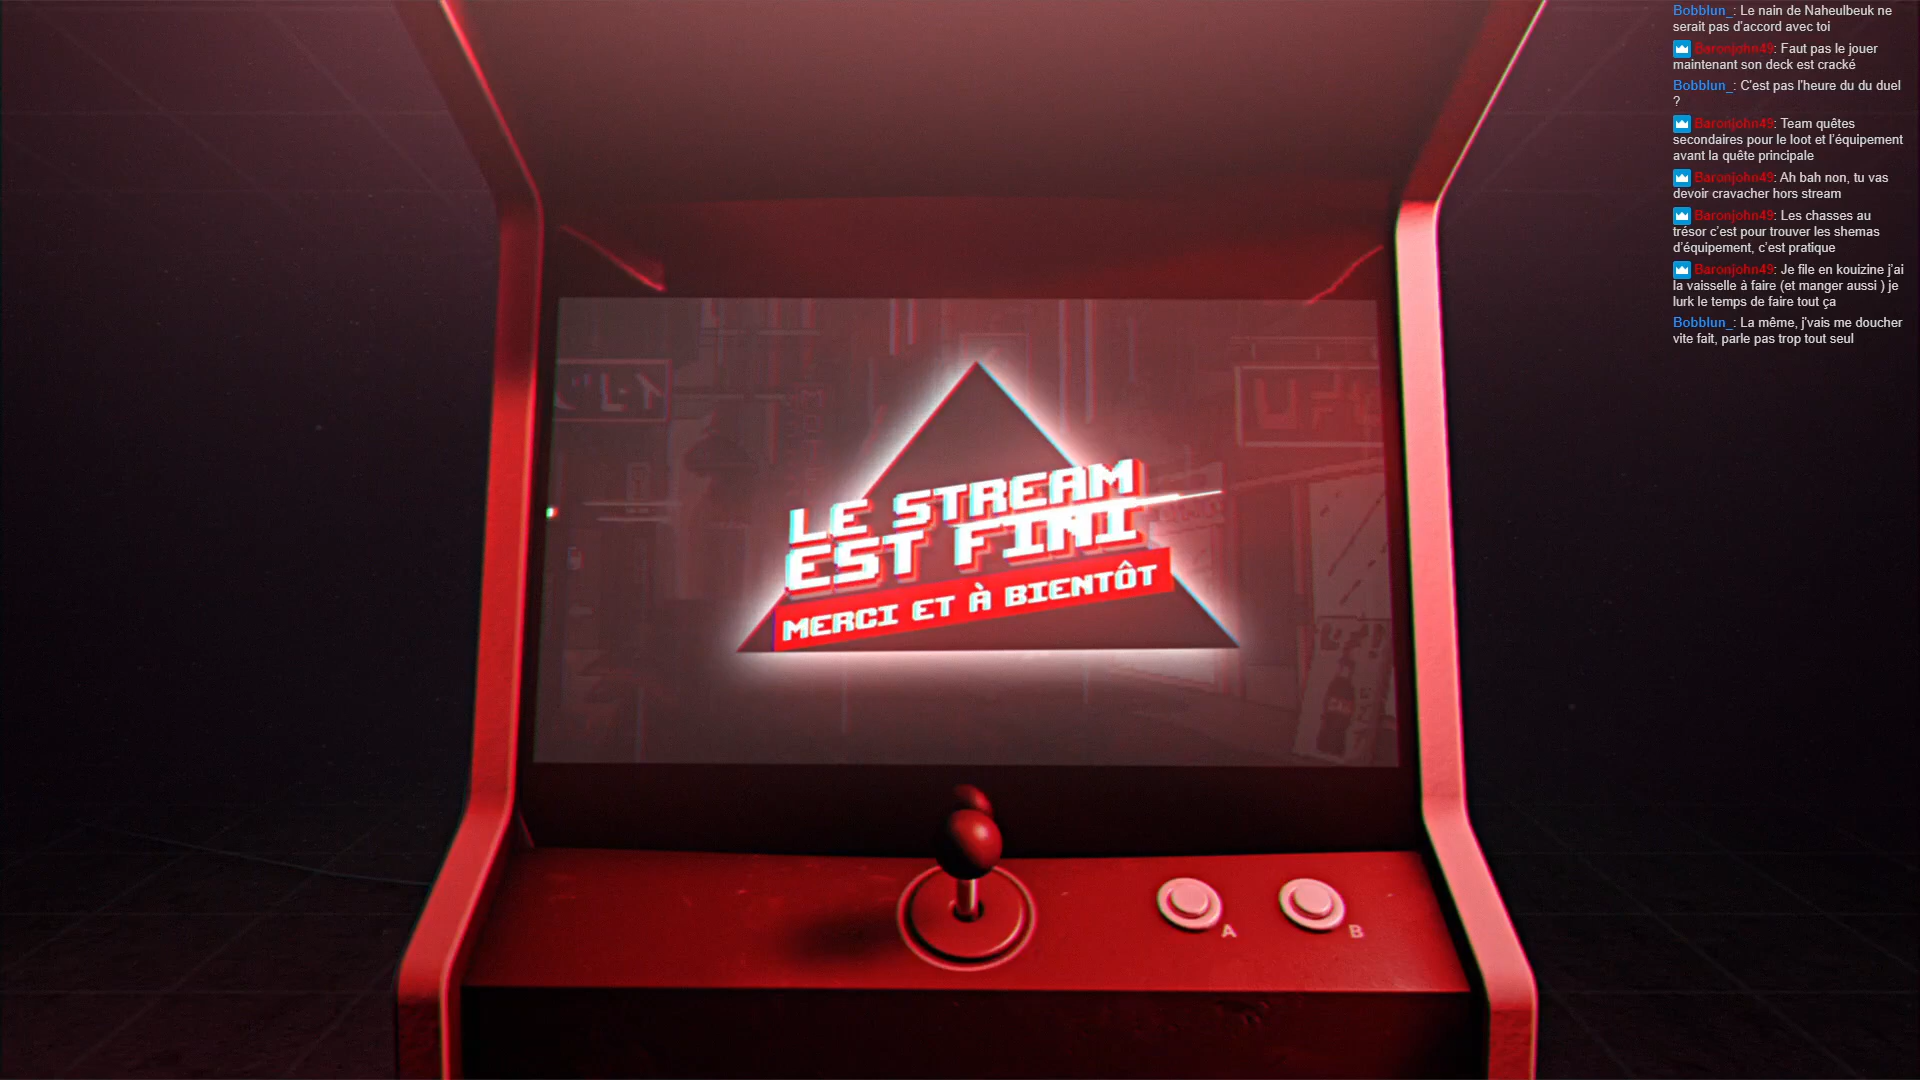 LE STREAM
EST FINI
MERCI ET À BIENTÔT
A
B
Bobblun_: Le nain de Naheulbeuk ne
serait pas d'accord avec toi
Baronjohn49: Faut pas le jouer
maintenant son deck est cracké
Bobblun_: C'est pas l'heure du du duel
?
Baronjohn49: Team quêtes
secondaires pour le loot et l'équipement
avant la quête principale
Baronjohn49: Ah bah non, tu vas
devoir cravacher hors stream
Baronjohn49: Les chasses au
trésor c'est pour trouver les shemas
d'équipement, c'est pratique
Baronjohn49: Je file en kouizine j'ai
la vaisselle à faire (et manger aussi ) je
lurk le temps de faire tout ça
Bobblun_: La même, j'vais me doucher
vite fait, parle pas trop tout seul